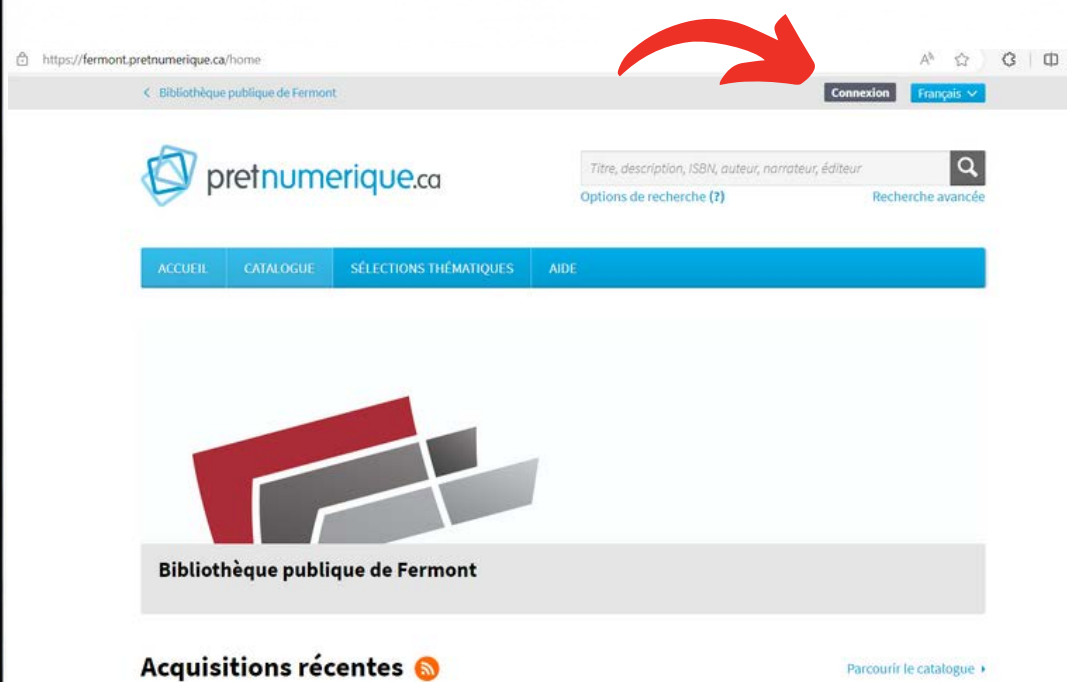 https://fermont.pretnumerique.ca/home
Bibliothèque publique de Fermont
Connexion Français
pretnumerique.ca
Titre, description, ISBN, auteur, narrateur, éditeur
Options de recherche (?) Recherche avancée
ACCUEIL CATALOGUE SÉLECTIONS THÉMATIQUES AIDE
Bibliothèque publique de Fermont
Acquisitions récentes
Parcourir le catalogue